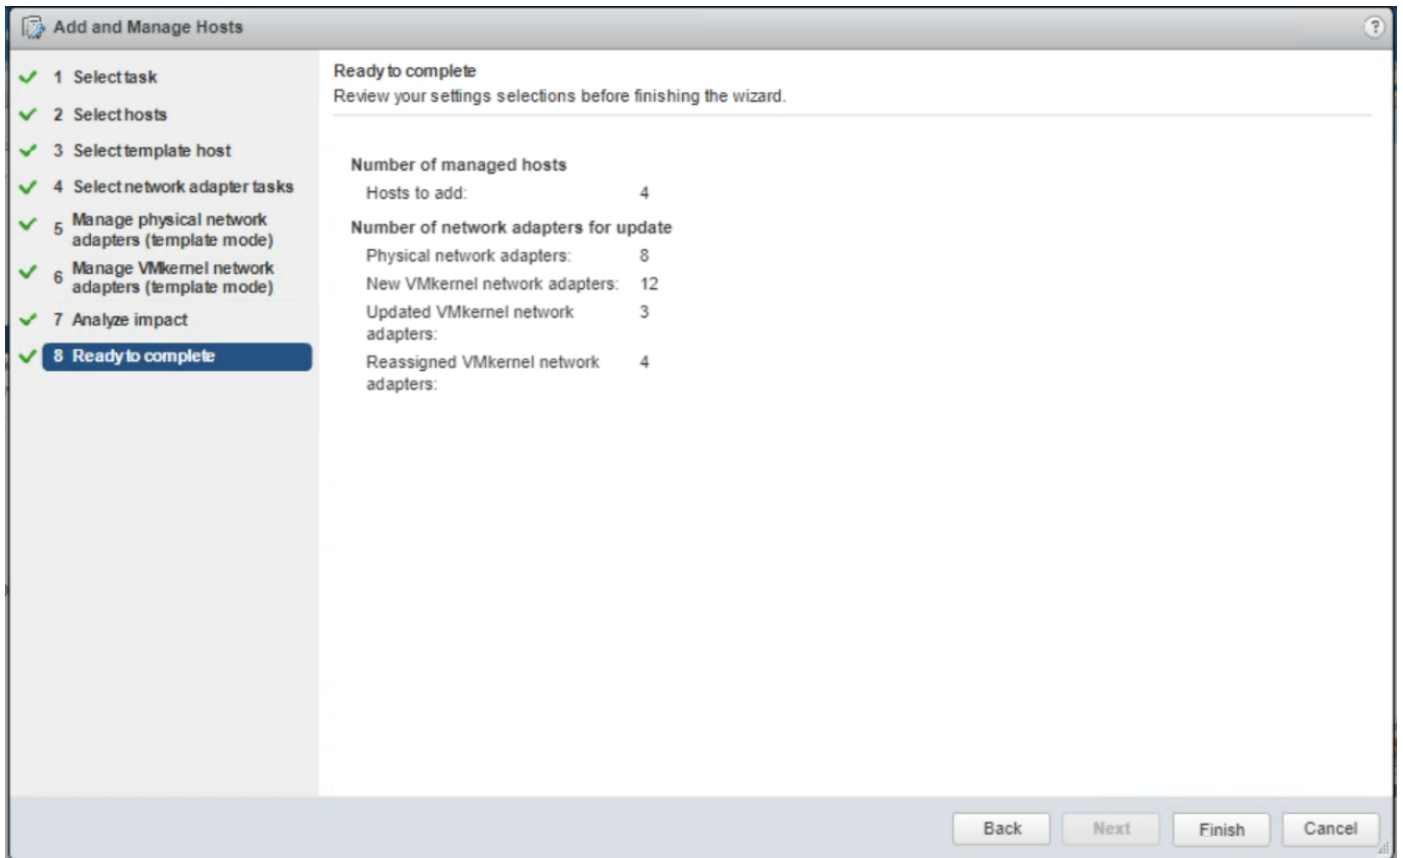 Add and Manage Hosts
?
1 Select task
2 Select hosts
3 Select template host
4 Select network adapter tasks
5 Manage physical network
adapters (template mode)
6 Manage VMkernel network
adapters (template mode)
7 Analyze impact
8 Ready to complete
Ready to complete
Review your settings selections before finishing the wizard.
Number of managed hosts
Hosts to add: 4
Number of network adapters for update
Physical network adapters: 8
New VMkernel network adapters: 12
Updated VMkernel network 3
adapters:
Reassigned VMkernel network 4
adapters:
Back Next Finish Cancel